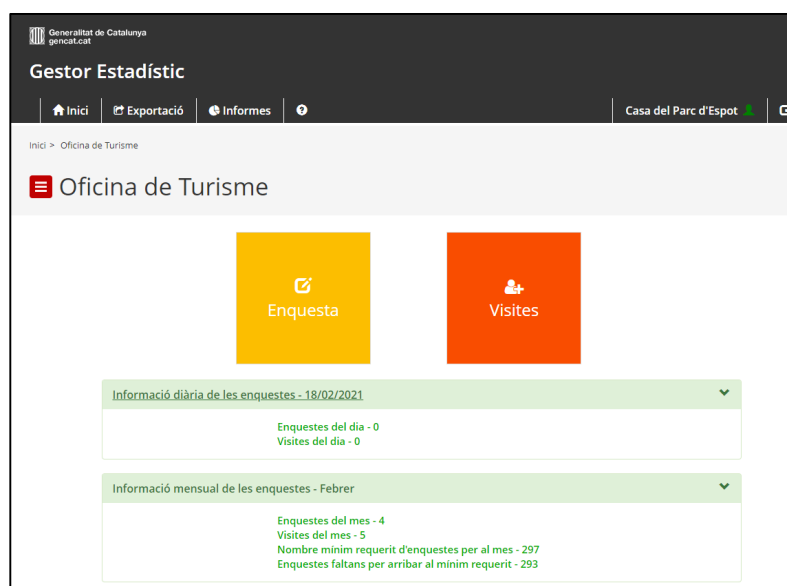 Generalitat de Catalunya
gencat.cat
Gestor Estadístic
Inici Exportació Informes Casa del Parc d'Espot
Inici > Oficina de Turisme
Oficina de Turisme
Enquesta Visites
Informació diària de les enquestes - 18/02/2021
Enquestes del dia - 0
Visites del dia - 0
Informació mensual de les enquestes - Febrer
Enquestes del mes - 4
Visites del mes - 5
Nombre mínim requerit d'enquestes per al mes - 297
Enquestes faltans per arribar al mínim requerit - 293